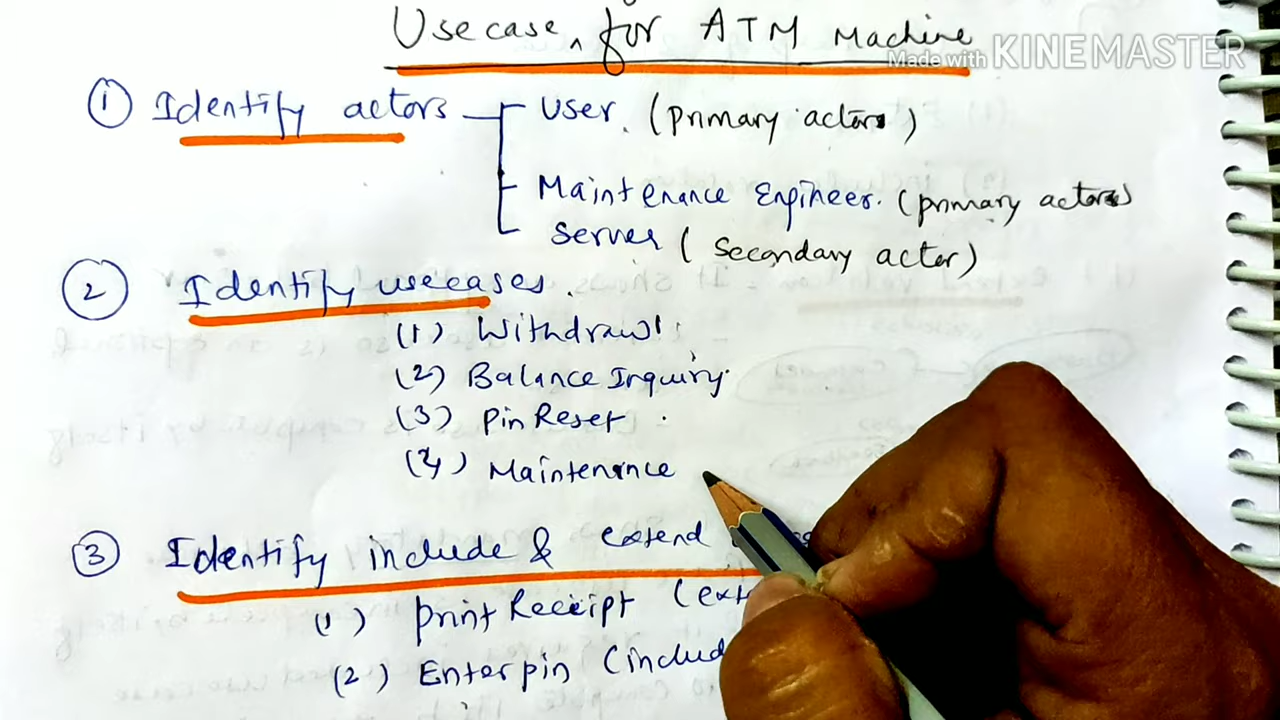 Usecase, for ATM Machine
Made with KINEMASTER
① Identify actors - User. (primary actors)
- Maintenance Engineer. (primary actors)
Server (secondary actor)
② Identify usecases.
(1) Withdrawl
(2) Balance Inquiry.
(3) Pin Reset
(4) Maintenance
③ Identify include & extend
(1) print Receipt (exte
(2) Enter pin (includ